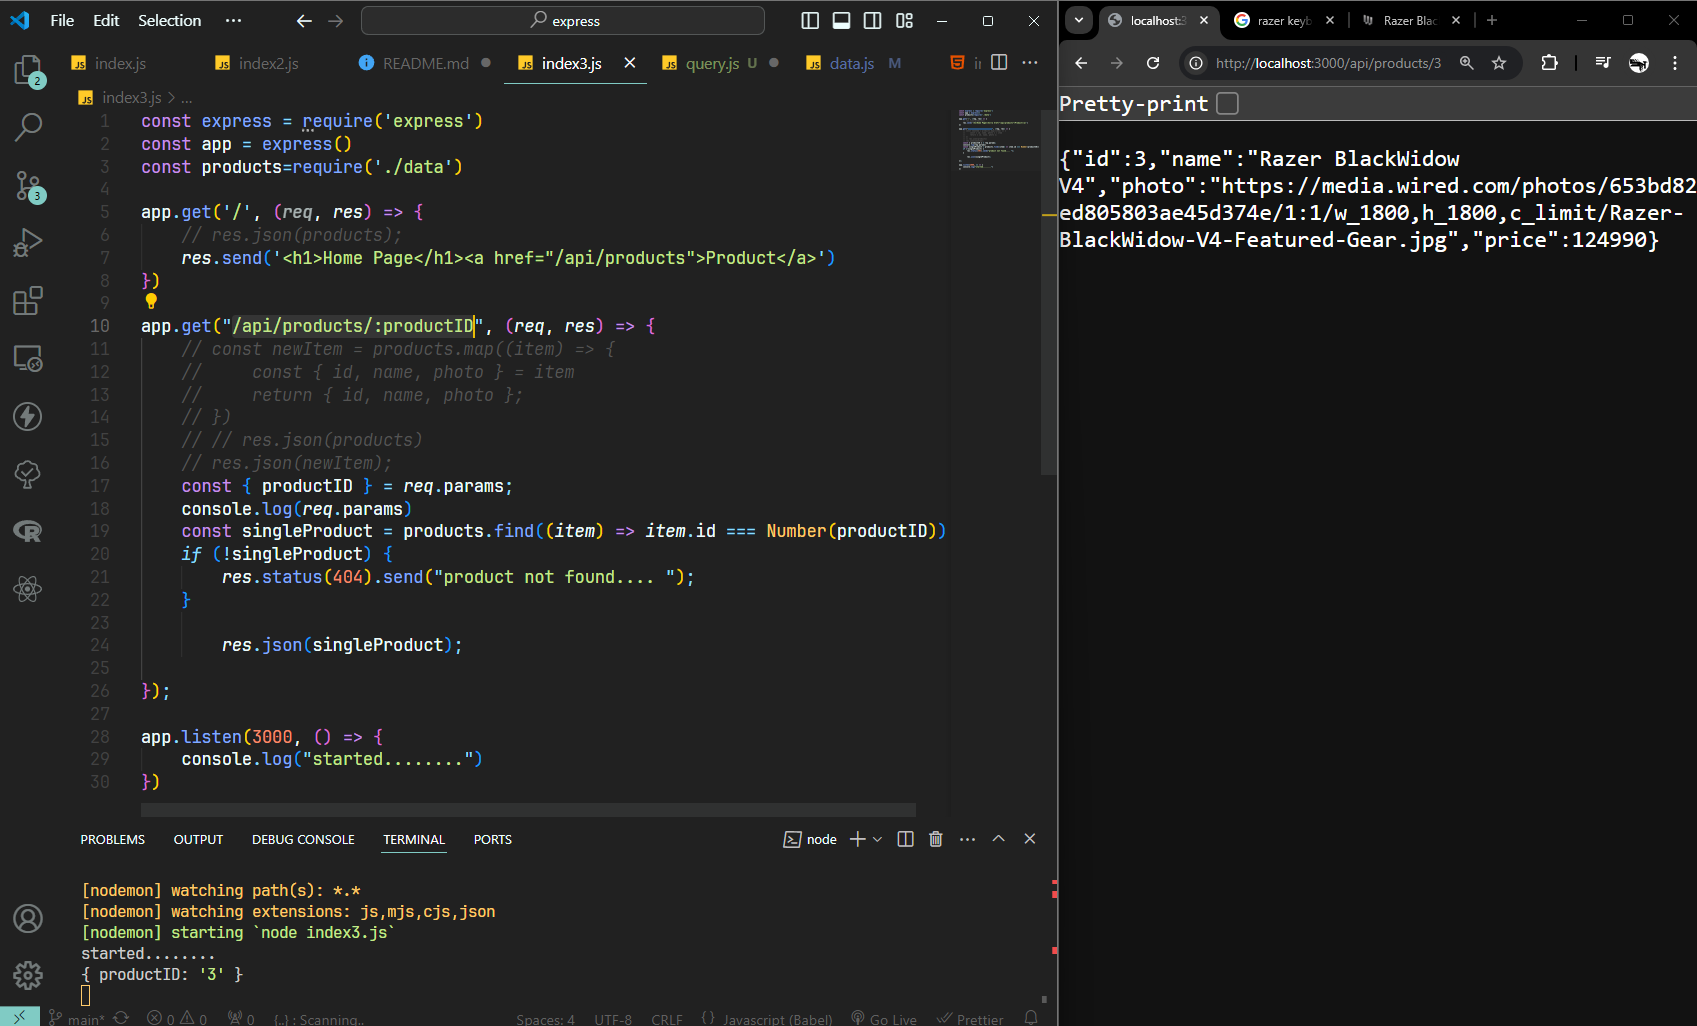 File Edit Selection ···
express
index.js
index2.js
README.md
index3.js
query.js U
data.js M
index3.js > ...
1 const express = require('express')
2 const app = express()
3 const products=require('./data')
4
5 app.get('/', (req, res) => {
6 // res.json(products);
7 res.send('<h1>Home Page</h1><a href="/api/products">Product</a>')
8 })
9
10 app.get("/api/products/:productID", (req, res) => {
11 // const newItem = products.map((item) => {
12 //     const { id, name, photo } = item
13 //     return { id, name, photo };
14 // })
15 // // res.json(products)
16 // res.json(newItem);
17 const { productID } = req.params;
18 console.log(req.params)
19 const singleProduct = products.find((item) => item.id === Number(productID))
20 if (!singleProduct) {
21 res.status(404).send("product not found.... ");
22 }
23
24 res.json(singleProduct);
25
26 });
27
28 app.listen(3000, () => {
29 console.log("started........")
30 })
PROBLEMS OUTPUT DEBUG CONSOLE TERMINAL PORTS
node
[nodemon] watching path(s): *.*
[nodemon] watching extensions: js,mjs,cjs,json
[nodemon] starting `node index3.js`
started........
{ productID: '3' }
2
3
main* 0 0 0 {..} : Scanning.. Spaces: 4 UTF-8 CRLF {} Javascript (Babel) Go Live Prettier
localhost:3
razer keyb
Razer Blac
http://localhost:3000/api/products/3
Pretty-print
{"id":3,"name":"Razer BlackWidow
V4","photo":"https://media.wired.com/photos/653bd82
ed805803ae45d374e/1:1/w_1800,h_1800,c_limit/Razer-
BlackWidow-V4-Featured-Gear.jpg","price":124990}